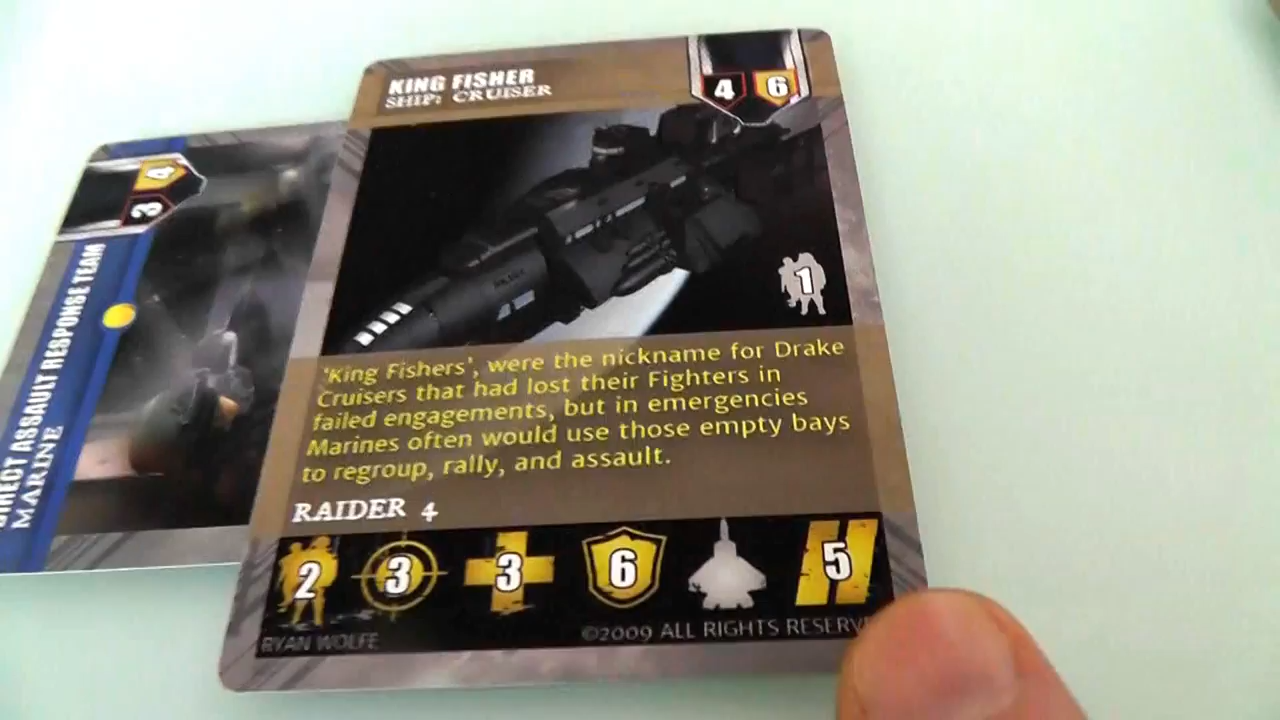 KING FISHER
SHIP: CRUISER
4 6
1
'King Fishers', were the nickname for Drake
Cruisers that had lost their Fighters in
failed engagements, but in emergencies
Marines often would use those empty bays
to regroup, rally, and assault.
RAIDER 4
2 3 3 6 5
RYAN WOLFE
©2009 ALL RIGHTS RESERVE
3 4
DIRECT ASSAULT RESPONSE TEAM
MARINE